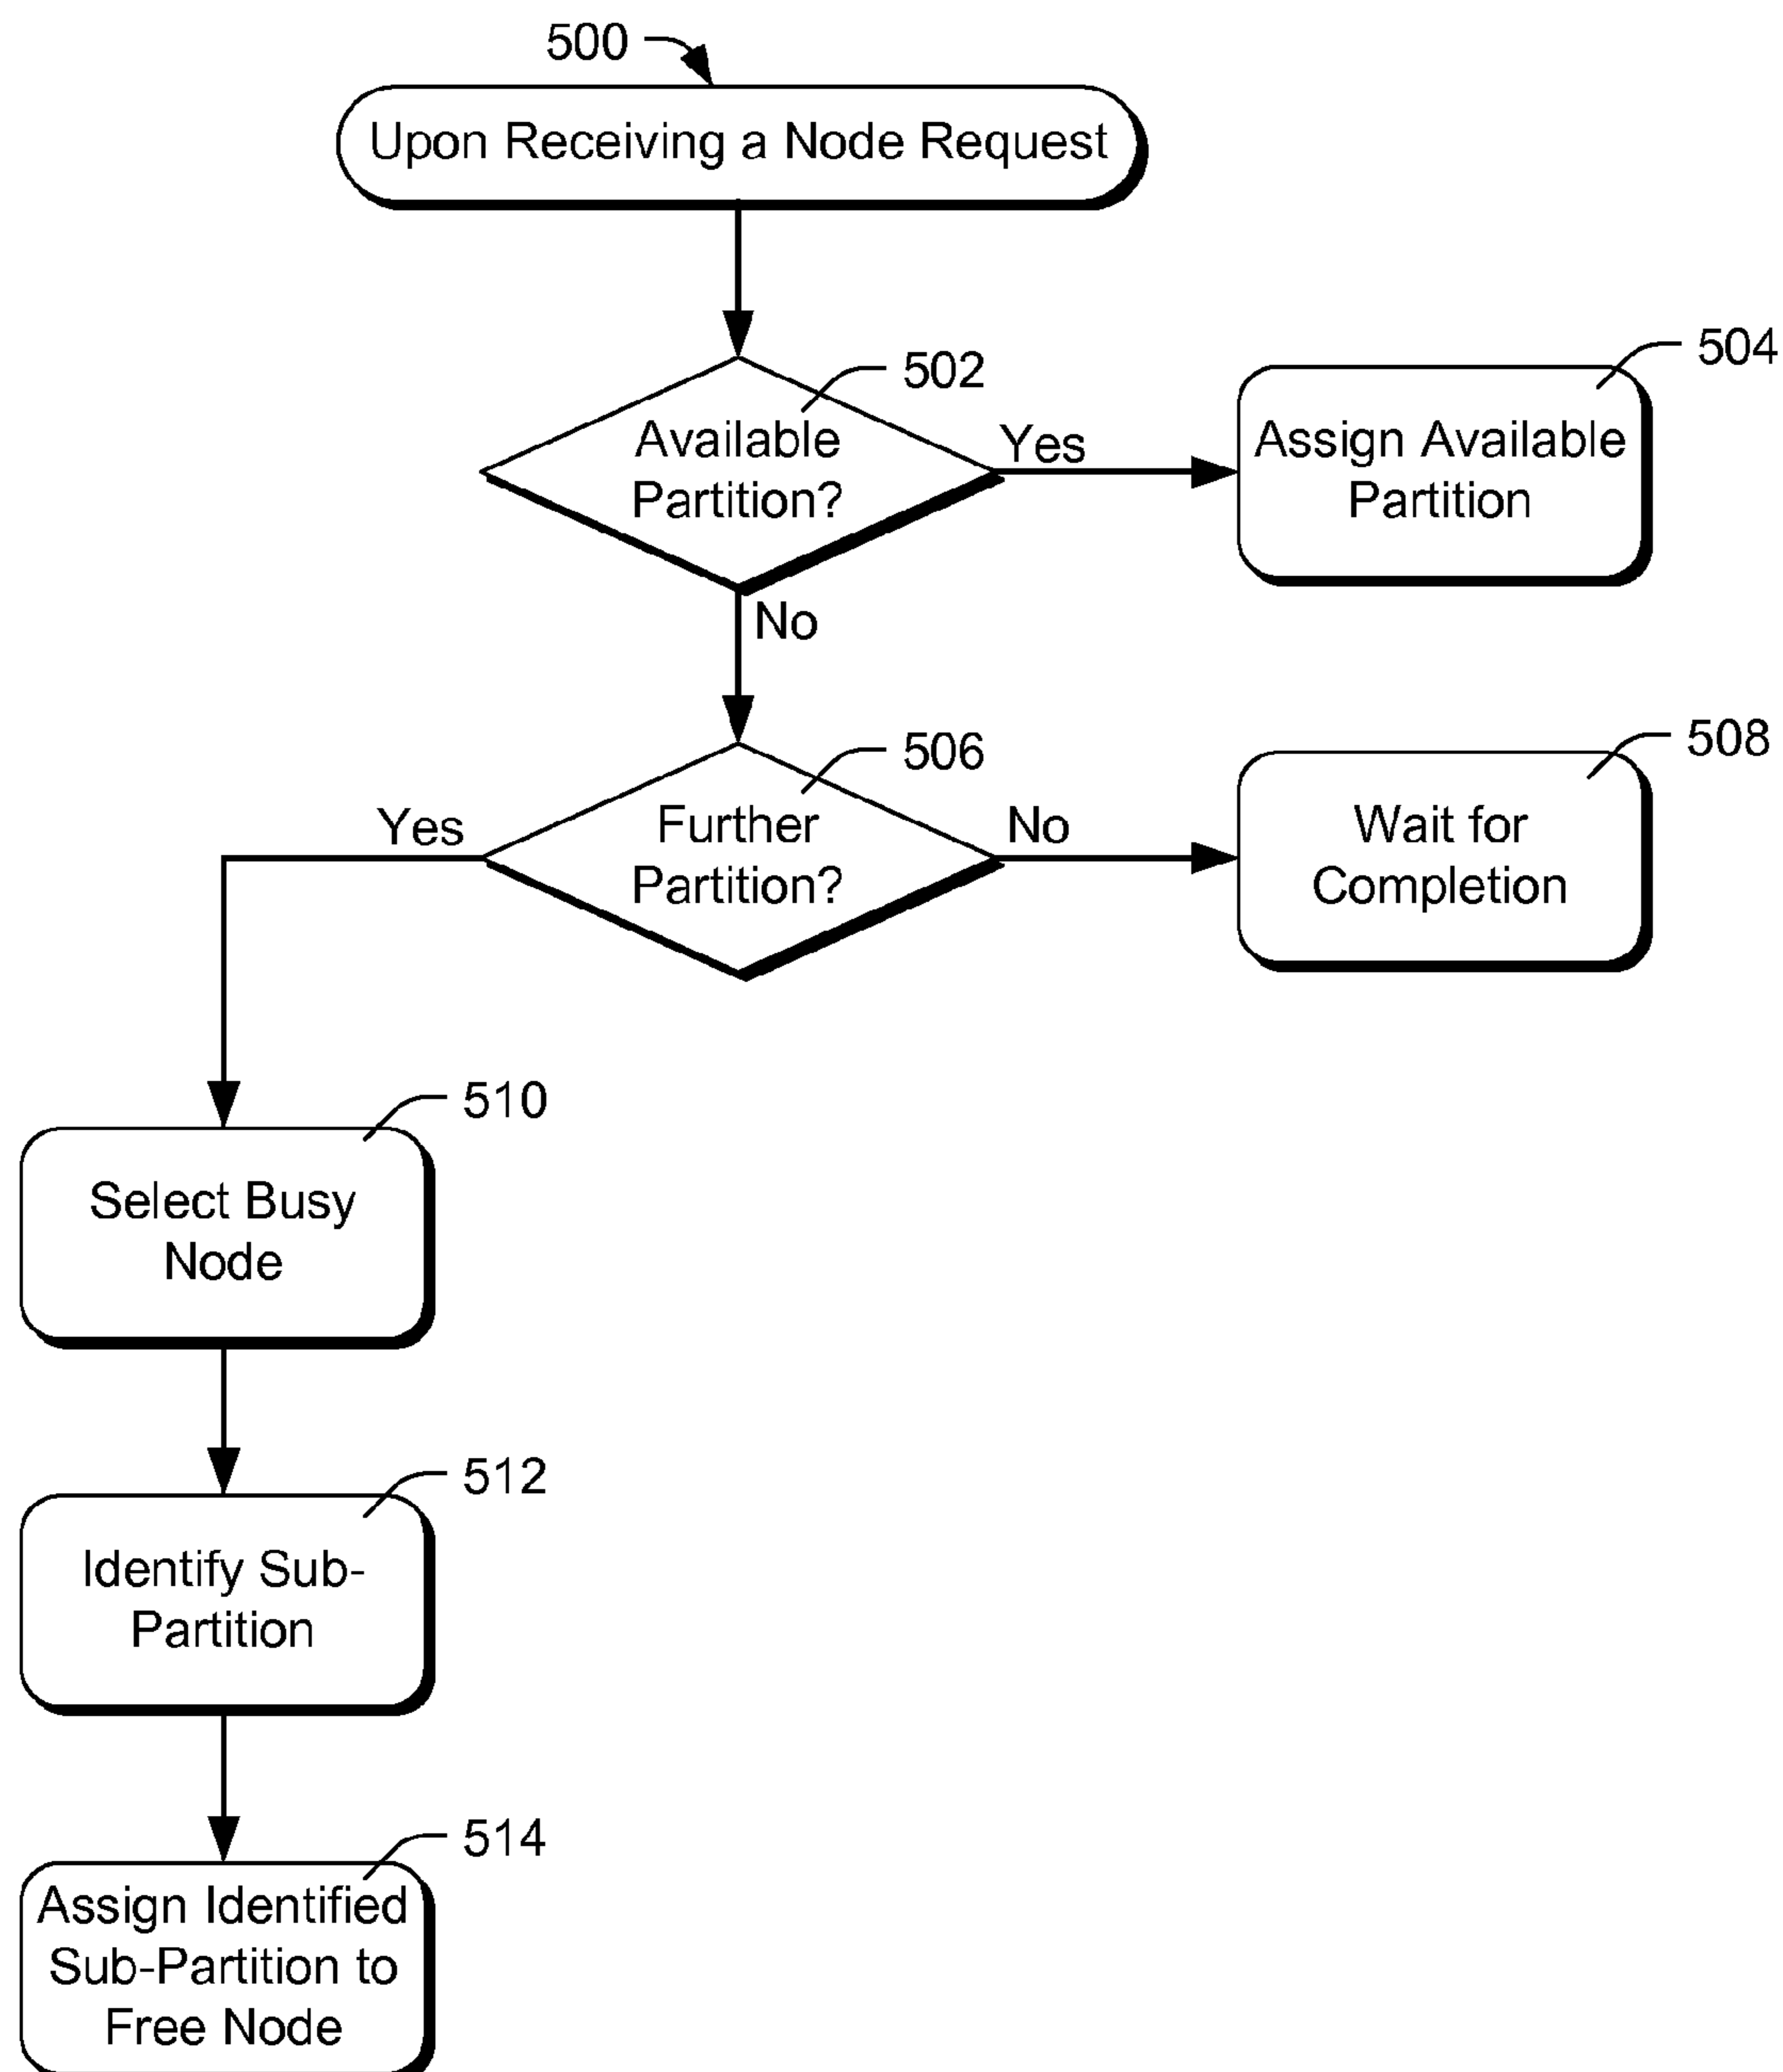 500
Upon Receiving a Node Request
502
Available
Partition?
Yes
504
Assign Available
Partition
No
506
Further
Partition?
Yes
No
508
Wait for
Completion
510
Select Busy
Node
512
Identify Sub-
Partition
514
Assign Identified
Sub-Partition to
Free Node